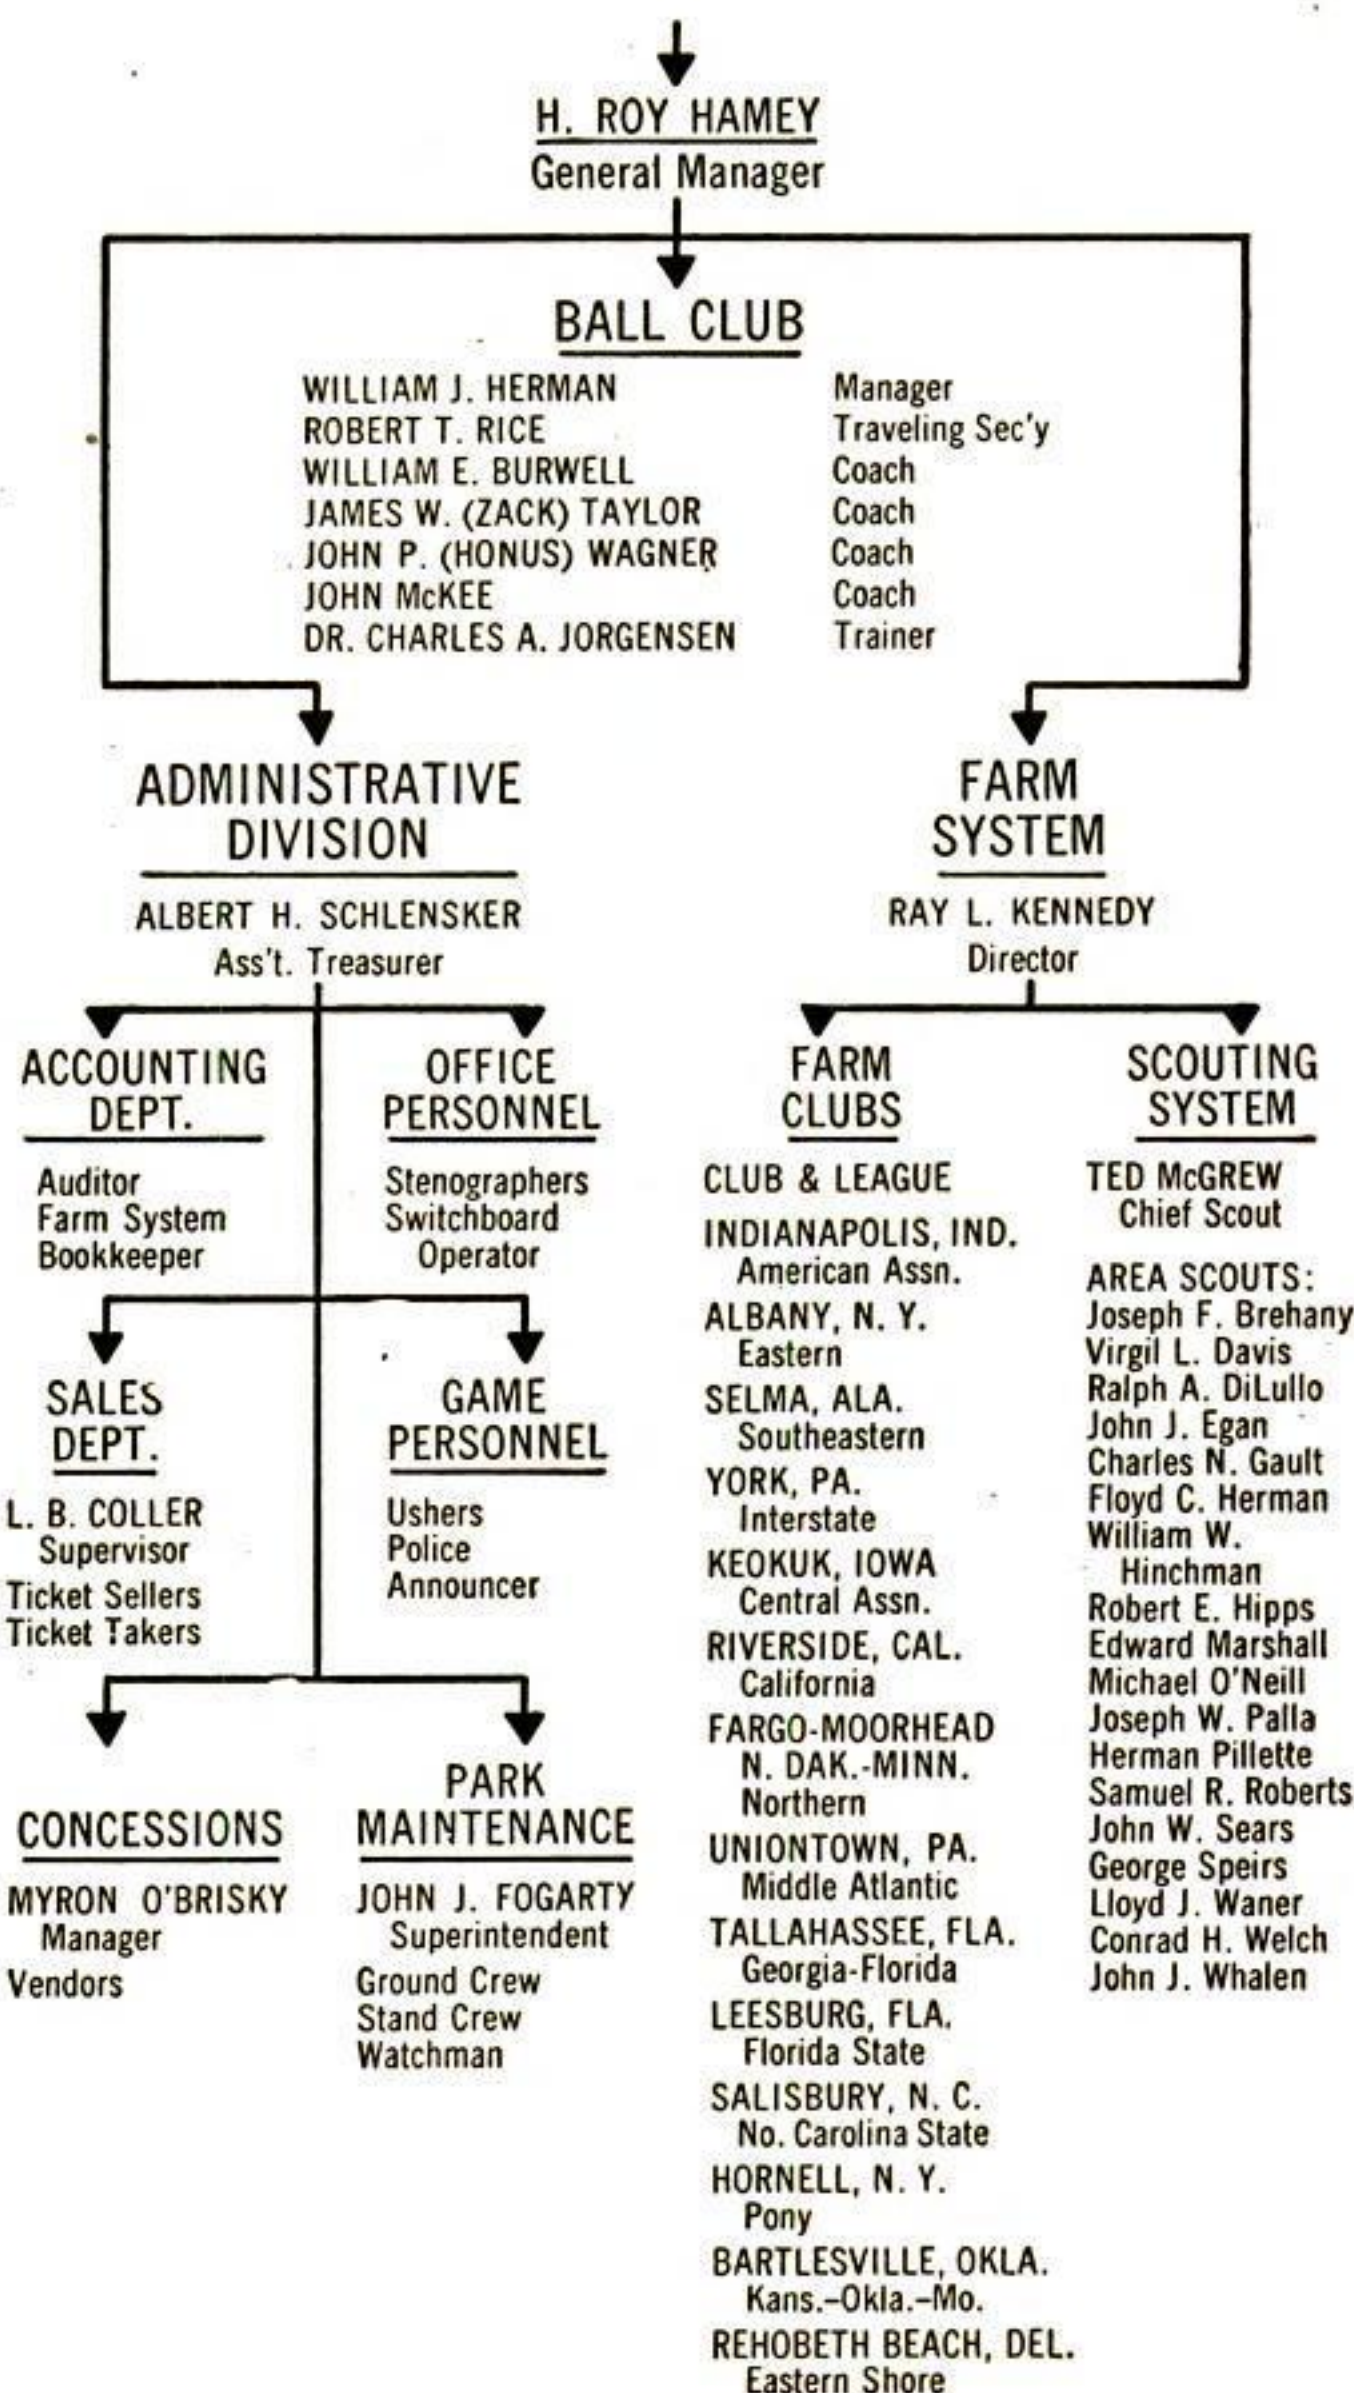 H. ROY HAMEY
General Manager
BALL CLUB
WILLIAM J. HERMAN Manager
ROBERT T. RICE Traveling Sec'y
WILLIAM E. BURWELL Coach
JAMES W. (ZACK) TAYLOR Coach
JOHN P. (HONUS) WAGNER Coach
JOHN McKEE Coach
DR. CHARLES A. JORGENSEN Trainer
ADMINISTRATIVE
DIVISION
ALBERT H. SCHLENSKER
Ass't. Treasurer
ACCOUNTING
DEPT.
Auditor
Farm System
Bookkeeper
OFFICE
PERSONNEL
Stenographers
Switchboard
Operator
SALES
DEPT.
L. B. COLLER
Supervisor
Ticket Sellers
Ticket Takers
GAME
PERSONNEL
Ushers
Police
Announcer
CONCESSIONS
MYRON O'BRISKY
Manager
Vendors
PARK
MAINTENANCE
JOHN J. FOGARTY
Superintendent
Ground Crew
Stand Crew
Watchman
FARM
SYSTEM
RAY L. KENNEDY
Director
FARM
CLUBS
CLUB & LEAGUE
INDIANAPOLIS, IND.
American Assn.
ALBANY, N. Y.
Eastern
SELMA, ALA.
Southeastern
YORK, PA.
Interstate
KEOKUK, IOWA
Central Assn.
RIVERSIDE, CAL.
California
FARGO-MOORHEAD
N. DAK.-MINN.
Northern
UNIONTOWN, PA.
Middle Atlantic
TALLAHASSEE, FLA.
Georgia-Florida
LEESBURG, FLA.
Florida State
SALISBURY, N. C.
No. Carolina State
HORNELL, N. Y.
Pony
BARTLESVILLE, OKLA.
Kans.-Okla.-Mo.
REHOBETH BEACH, DEL.
Eastern Shore
SCOUTING
SYSTEM
TED McGREW
Chief Scout
AREA SCOUTS:
Joseph F. Brehany
Virgil L. Davis
Ralph A. DiLullo
John J. Egan
Charles N. Gault
Floyd C. Herman
William W.
Hinchman
Robert E. Hipps
Edward Marshall
Michael O'Neill
Joseph W. Palla
Herman Pillette
Samuel R. Roberts
John W. Sears
George Speirs
Lloyd J. Waner
Conrad H. Welch
John J. Whalen